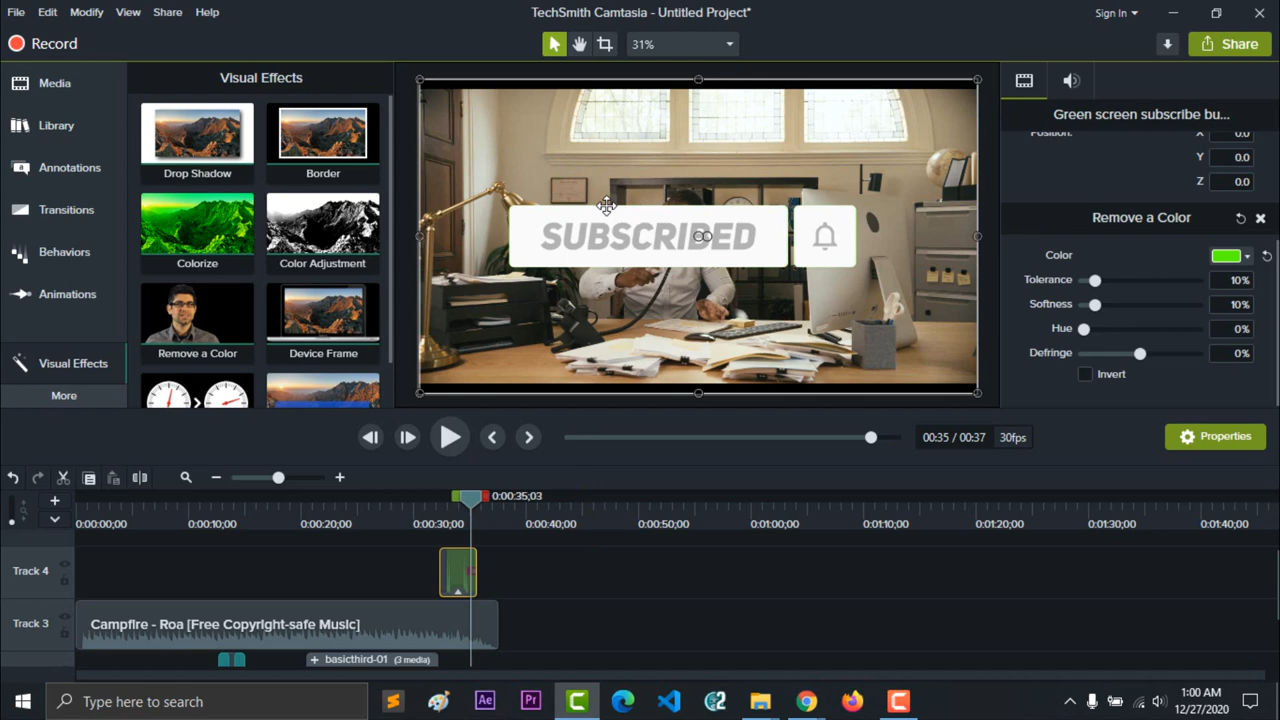 File Edit Modify View Share Help
TechSmith Camtasia - Untitled Project*
Sign In
Record
31%
Share
Media
Library
Annotations
Transitions
Behaviors
Animations
Visual Effects
More
Visual Effects
Drop Shadow
Border
Colorize
Color Adjustment
Remove a Color
Device Frame
SUBSCRIBED
Green screen subscribe bu...
Position: X 0.0
Y 0.0
Z 0.0
Remove a Color
Color
Tolerance 10%
Softness 10%
Hue 0%
Defringe 0%
Invert
00:35 / 00:37 30fps
Properties
0:00:35;03
0:00:00;00 0:00:10;00 0:00:20;00 0:00:30;00 0:00:40;00 0:00:50;00 0:01:00;00 0:01:10;00 0:01:20;00 0:01:30;00 0:01:40;00
Track 4
Track 3
Campfire - Roa [Free Copyright-safe Music]
+ basicthird-01 (3 media)
Type here to search
Ae
Pr
1:00 AM
12/27/2020